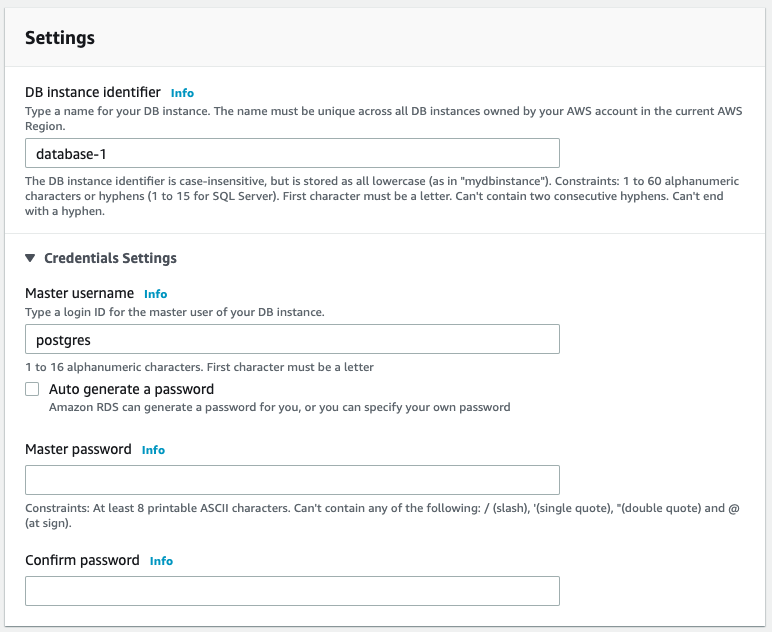 Settings
DB instance identifier Info
Type a name for your DB instance. The name must be unique across all DB instances owned by your AWS account in the current AWS
Region.
database-1
The DB instance identifier is case-insensitive, but is stored as all lowercase (as in "mydbinstance"). Constraints: 1 to 60 alphanumeric
characters or hyphens (1 to 15 for SQL Server). First character must be a letter. Can't contain two consecutive hyphens. Can't end
with a hyphen.
Credentials Settings
Master username Info
Type a login ID for the master user of your DB instance.
postgres
1 to 16 alphanumeric characters. First character must be a letter
Auto generate a password
Amazon RDS can generate a password for you, or you can specify your own password
Master password Info
Constraints: At least 8 printable ASCII characters. Can't contain any of the following: / (slash), '(single quote), "(double quote) and @
(at sign).
Confirm password Info